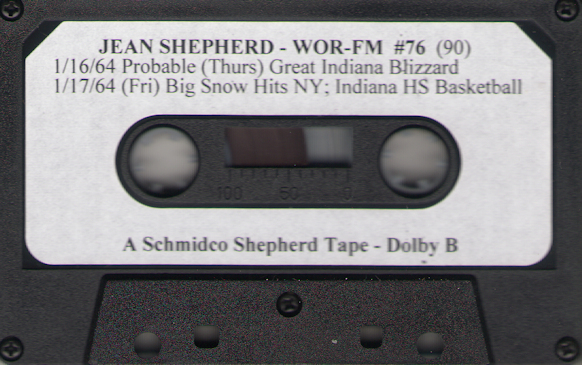 JEAN SHEPHERD - WOR-FM #76 (90)
1/16/64 Probable (Thurs) Great Indiana Blizzard
1/17/64 (Fri) Big Snow Hits NY; Indiana HS Basketball
100 50 0
A Schmidco Shepherd Tape - Dolby B